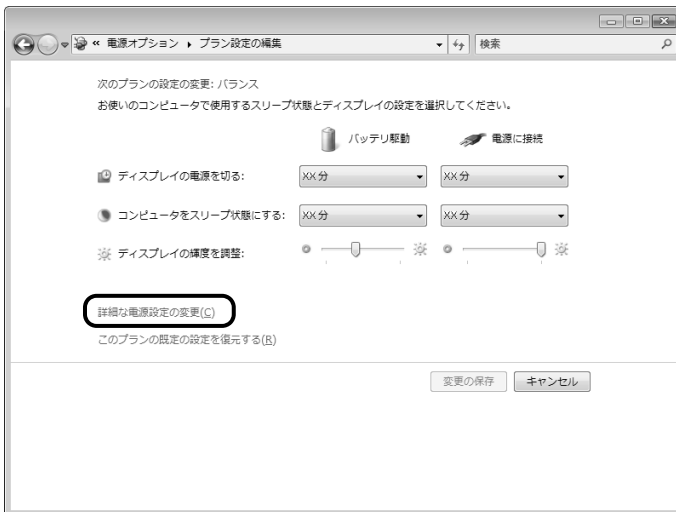 « 電源オプション ▸ プラン設定の編集
検索
次のプランの設定の変更: バランス
お使いのコンピュータで使用するスリープ状態とディスプレイの設定を選択してください。
バッテリ駆動 電源に接続
ディスプレイの電源を切る: XX 分 XX 分
コンピュータをスリープ状態にする: XX 分 XX 分
ディスプレイの輝度を調整:
詳細な電源設定の変更(C)
このプランの既定の設定を復元する(R)
変更の保存 キャンセル